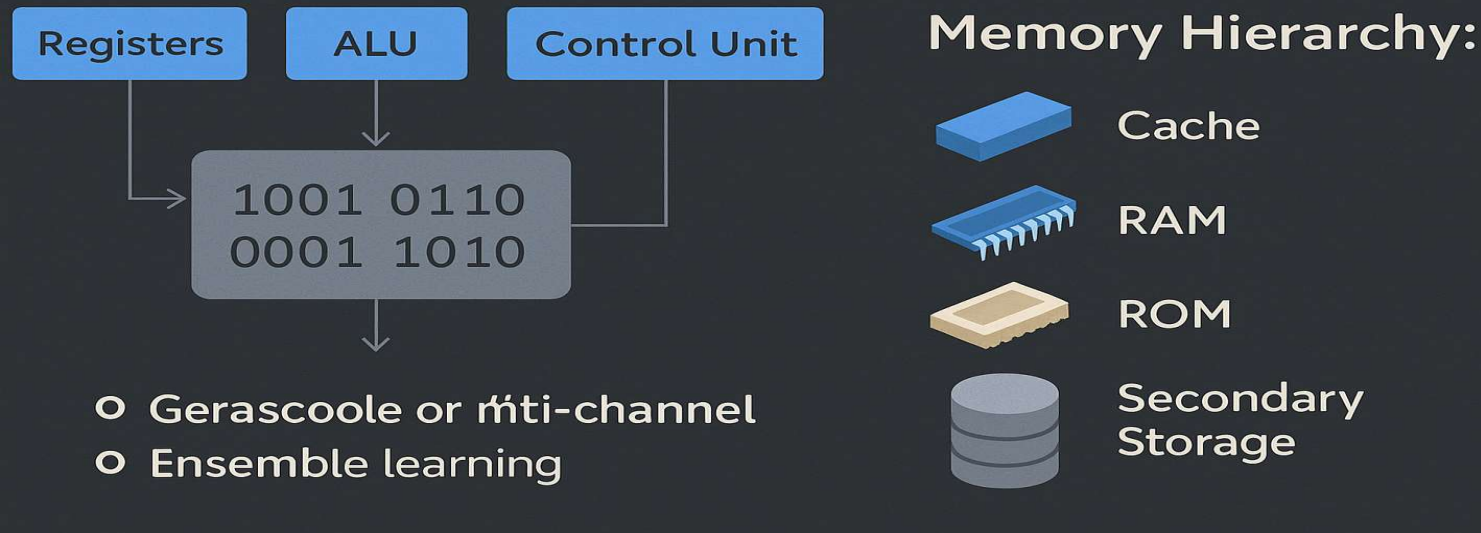 Registers
ALU
Control Unit
1001 0110
0001 1010
Gerascoole or
Ensemble learning
Memory Hierarchy:
Cache
RAM
ROM
Secondary
Storage